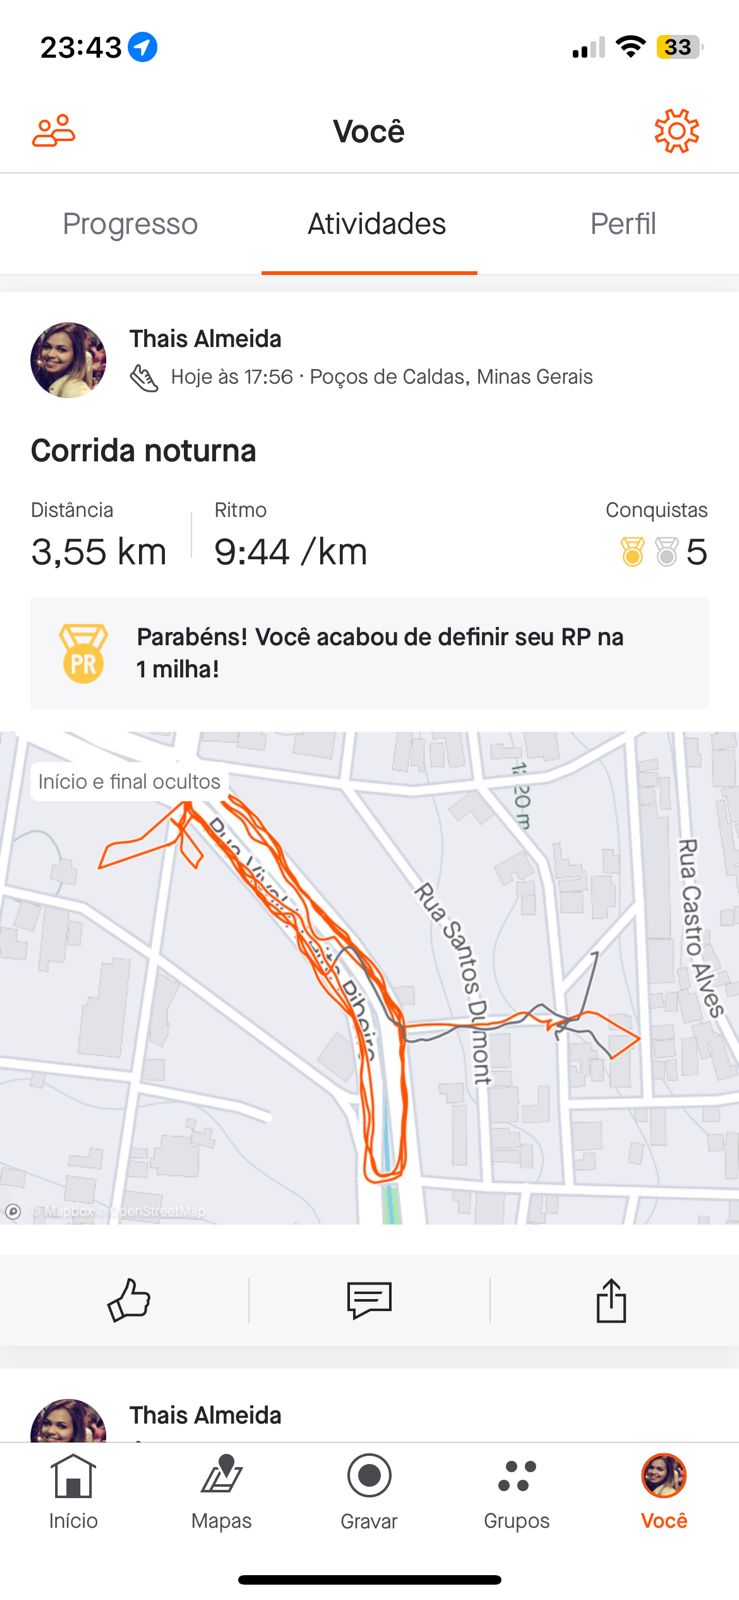 23:43
33
Você
Progresso
Atividades
Perfil
Thais Almeida
Hoje às 17:56 · Poços de Caldas, Minas Gerais
Corrida noturna
Distância
Ritmo
Conquistas
3,55 km
9:44 /km
5
PR
Parabéns! Você acabou de definir seu RP na
1 milha!
Início e final ocultos
Rua
Ribeiro
Rua Santos Dumont
Rua Castro Alves
© Mapbox © OpenStreetMap
Thais Almeida
Início
Mapas
Gravar
Grupos
Você